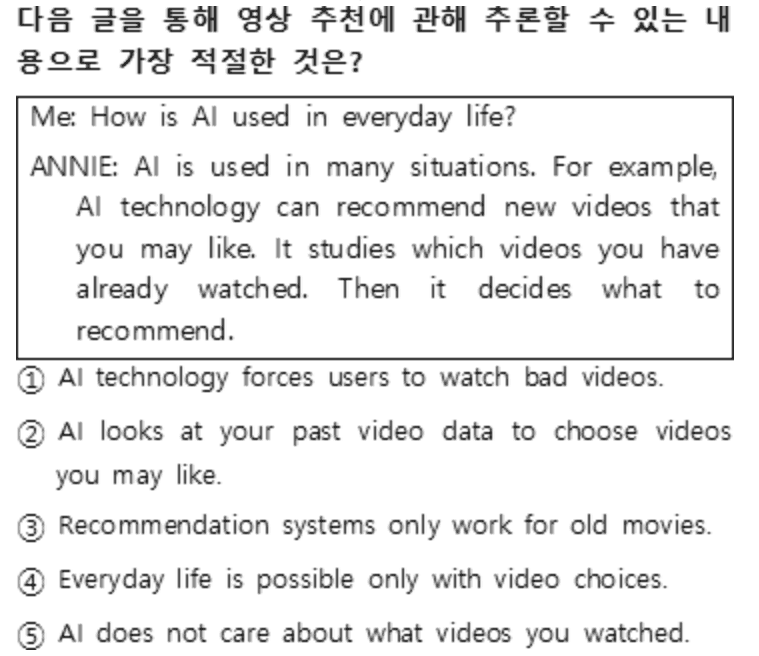 다음 글을 통해 영상 추천에 관해 추론할 수 있는 내
용으로 가장 적절한 것은?
Me: How is AI used in everyday life?
ANNIE: AI is used in many situations. For example,
AI technology can recommend new videos that
you may like. It studies which videos you have
already watched. Then it decides what to
recommend.
① AI technology forces users to watch bad videos.
② AI looks at your past video data to choose videos
you may like.
③ Recommendation systems only work for old movies.
④ Everyday life is possible only with video choices.
⑤ AI does not care about what videos you watched.